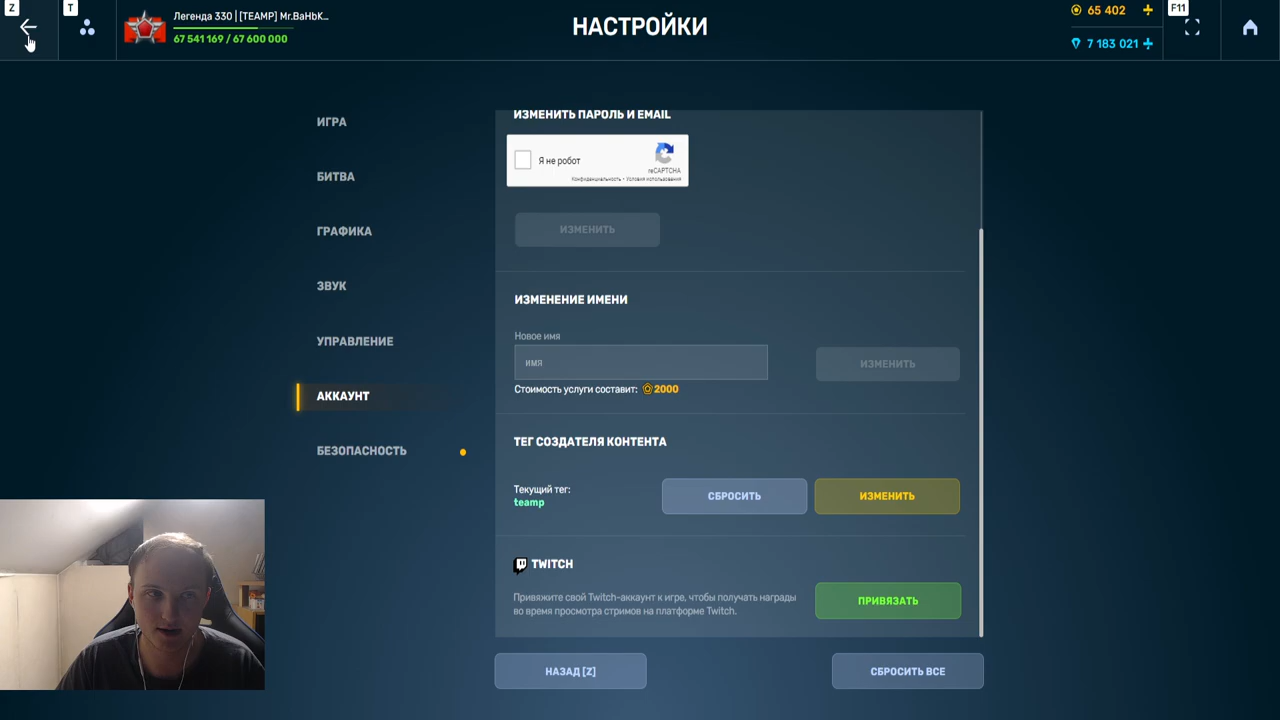 Z
T
Легенда 330 | [TEAMP] Mr.BaHbK...
67 541 169 / 67 600 000
НАСТРОЙКИ
65 402 +
7 183 021 +
F11
ИГРА
БИТВА
ГРАФИКА
ЗВУК
УПРАВЛЕНИЕ
АККАУНТ
БЕЗОПАСНОСТЬ
ИЗМЕНИТЬ ПАРОЛЬ И EMAIL
Я не робот
reCAPTCHA
Конфиденциальность • Условия использования
ИЗМЕНИТЬ
ИЗМЕНЕНИЕ ИМЕНИ
Новое имя
имя
ИЗМЕНИТЬ
Стоимость услуги составит: 2000
ТЕГ СОЗДАТЕЛЯ КОНТЕНТА
Текущий тег:
teamp
СБРОСИТЬ
ИЗМЕНИТЬ
TWITCH
Привяжите свой Twitch-аккаунт к игре, чтобы получать награды
во время просмотра стримов на платформе Twitch.
ПРИВЯЗАТЬ
НАЗАД [Z]
СБРОСИТЬ ВСЕ